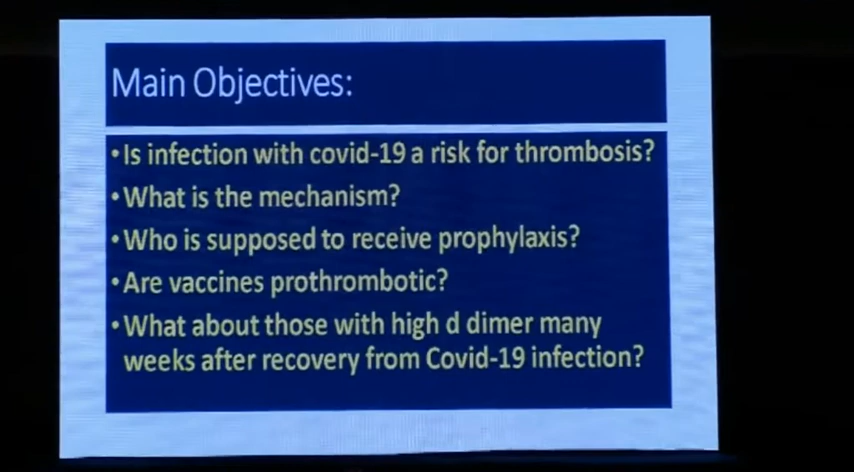 Main Objectives:
•Is infection with covid-19 a risk for thrombosis?
•What is the mechanism?
•Who is supposed to receive prophylaxis?
•Are vaccines prothrombotic?
•What about those with high d dimer many
weeks after recovery from Covid-19 infection?